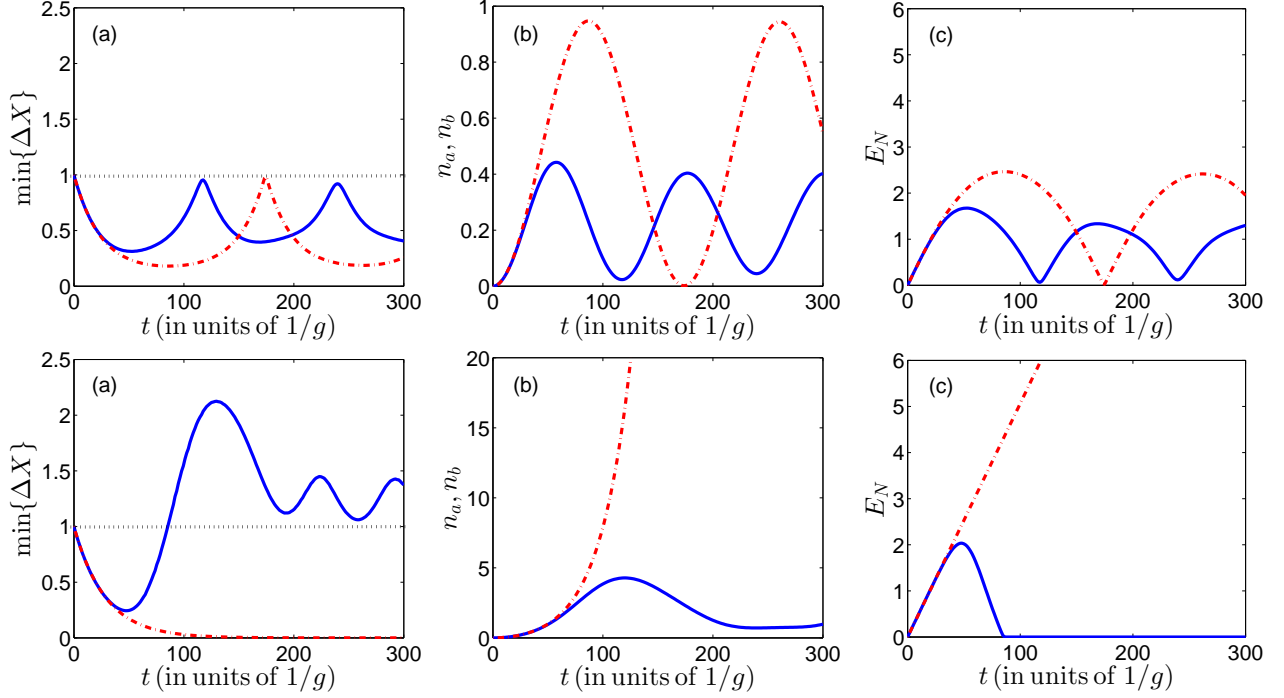 (a)
min{ΔX}
2.5
2
1.5
1
0.5
0
0 100 200 300
t (in units of 1/g)
(b)
n_a, n_b
1
0.8
0.6
0.4
0.2
0
0 100 200 300
t (in units of 1/g)
(c)
E_N
6
5
4
3
2
1
0
0 100 200 300
t (in units of 1/g)
(a)
min{ΔX}
2.5
2
1.5
1
0.5
0
0 100 200 300
t (in units of 1/g)
(b)
n_a, n_b
20
15
10
5
0
0 100 200 300
t (in units of 1/g)
(c)
E_N
6
5
4
3
2
1
0
0 100 200 300
t (in units of 1/g)